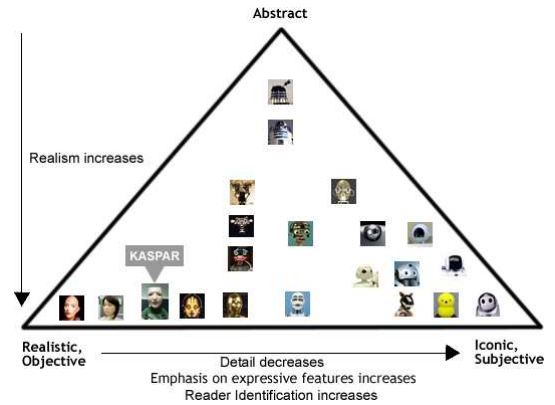 Abstract
Realism increases
KASPAR
Realistic,
Objective
Iconic,
Subjective
Detail decreases
Emphasis on expressive features increases
Reader Identification increases